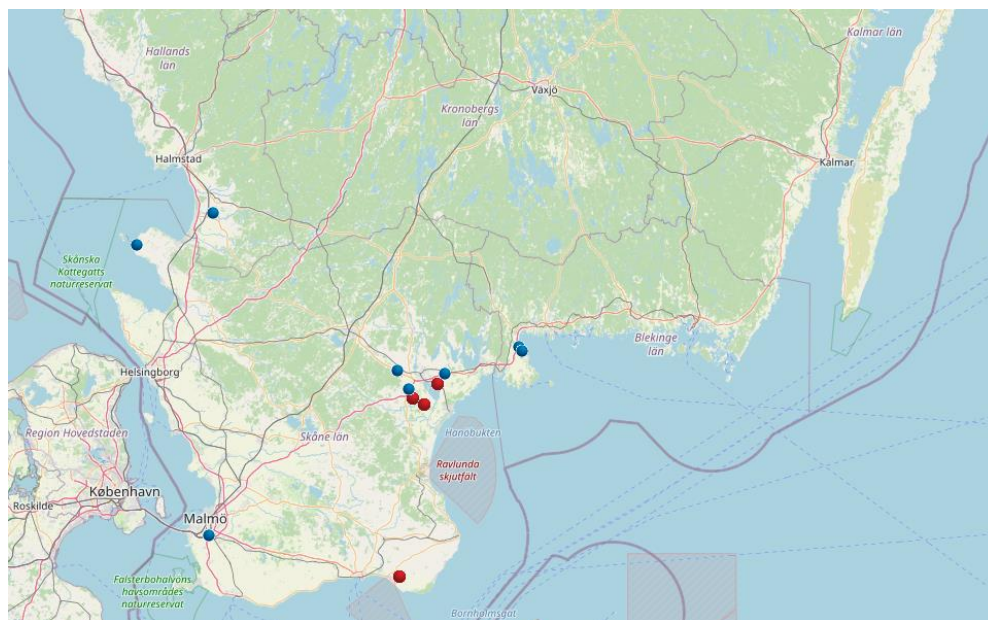 Hallands
län
Kalmar län
Växjö
Kronobergs
län
Halmstad
Kalmar
Skånska
Kattegatts
naturreservat
Blekinge
län
Helsingborg
Region Hovedstaden
Skåne län
Hanöbukten
Ravlunda
skjutfält
København
Roskilde
Malmö
Falsterbohalvöns
havsområdes
naturreservat
Bornholmsgat